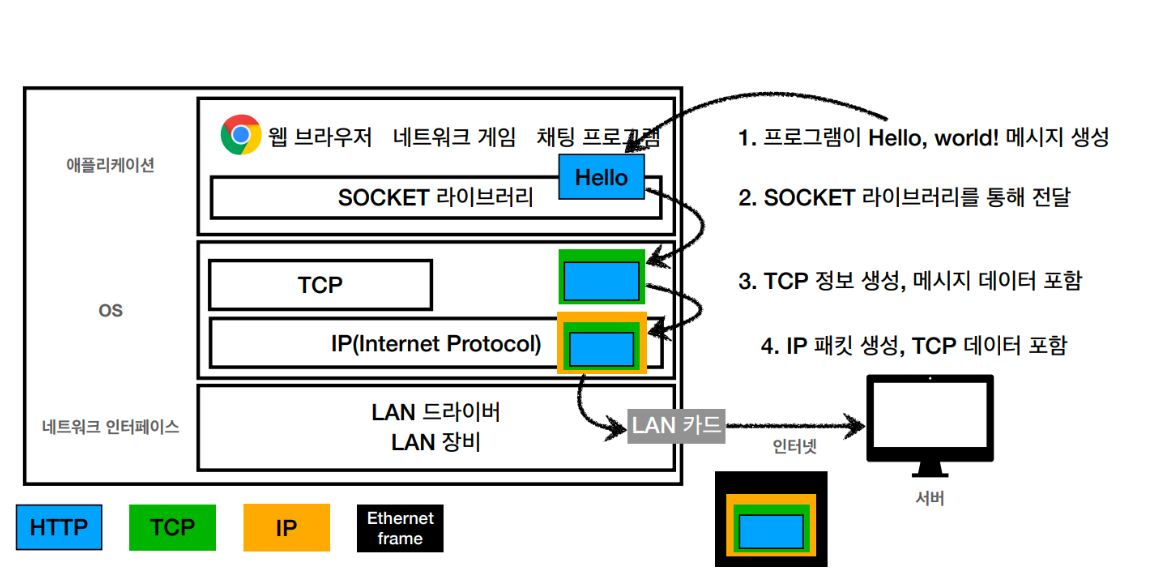 웹 브라우저 네트워크 게임 채팅 프로그램
애플리케이션
Hello
SOCKET 라이브러리
1. 프로그램이 Hello, world! 메시지 생성
2. SOCKET 라이브러리를 통해 전달
TCP
3. TCP 정보 생성, 메시지 데이터 포함
OS
IP(Internet Protocol)
4. IP 패킷 생성, TCP 데이터 포함
네트워크 인터페이스
LAN 드라이버
LAN 장비
LAN 카드
인터넷
서버
HTTP
TCP
IP
Ethernet
frame